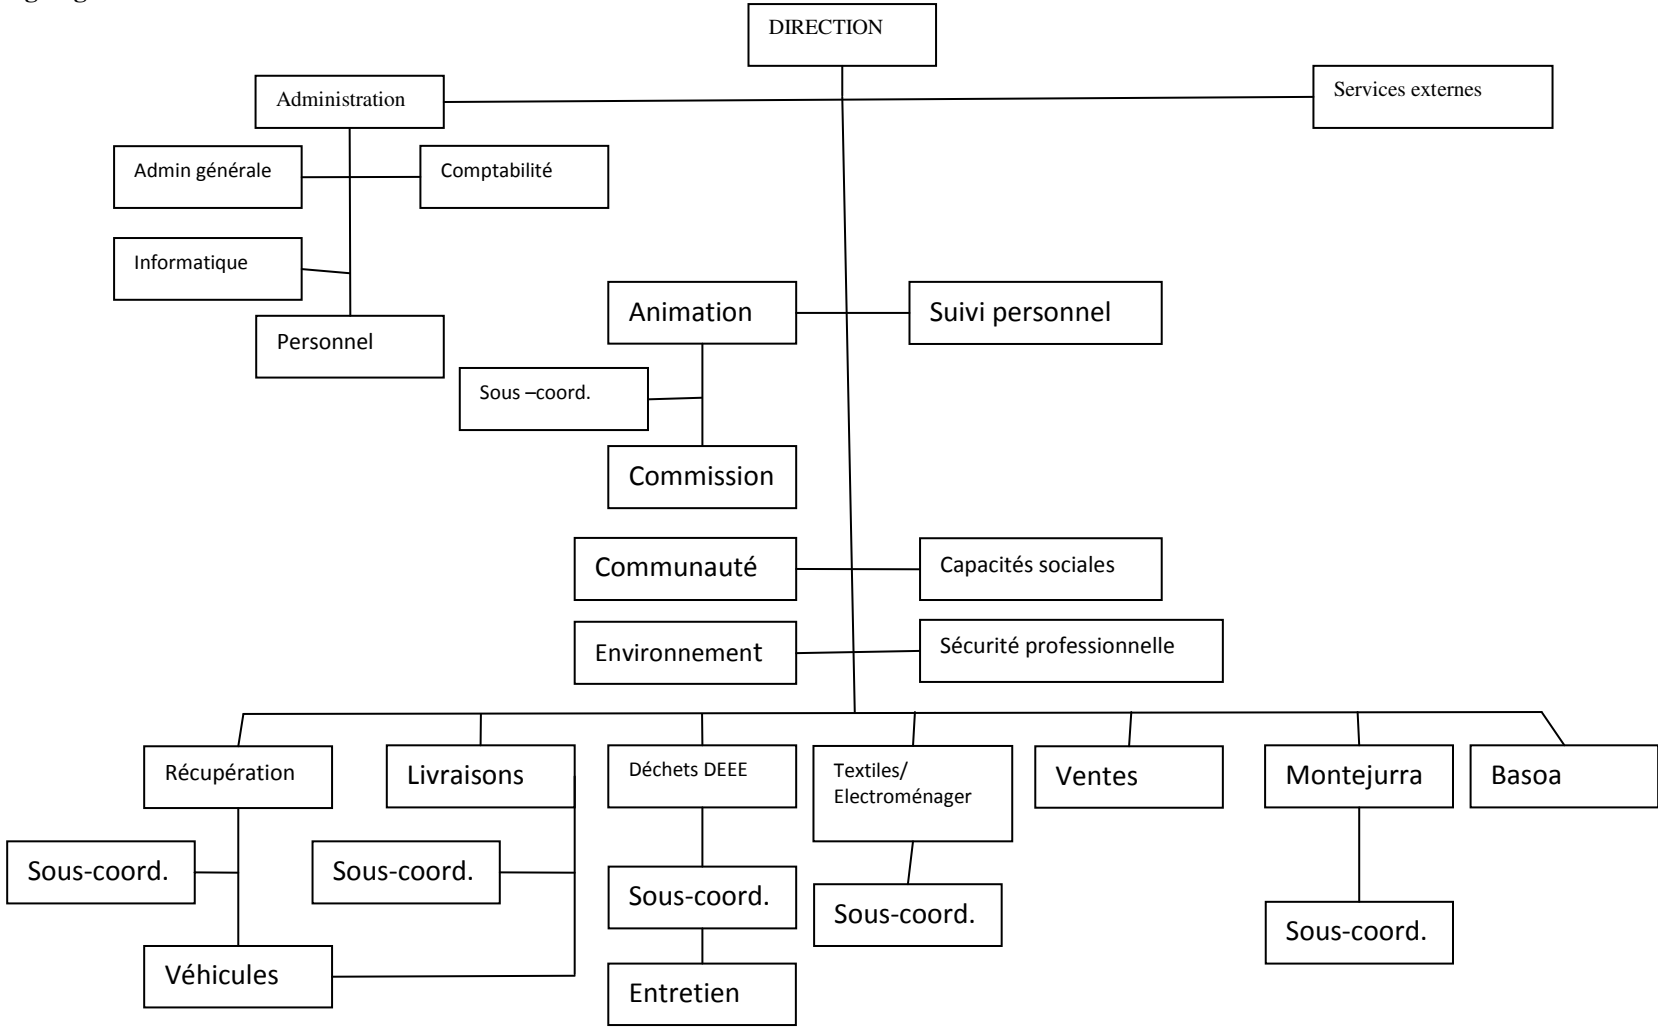 DIRECTION
Administration
Services externes
Admin générale
Comptabilité
Informatique
Personnel
Animation
Suivi personnel
Sous –coord.
Commission
Communauté
Capacités sociales
Environnement
Sécurité professionnelle
Récupération
Livraisons
Déchets DEEE
Textiles/
Electroménager
Ventes
Montejurra
Basoa
Sous-coord.
Sous-coord.
Sous-coord.
Sous-coord.
Sous-coord.
Véhicules
Entretien